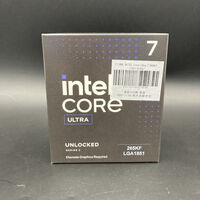 7
intel
CORE
ULTRA
UNLOCKED
SERIES 2
Discrete Graphics Required
265KF
LGA1851